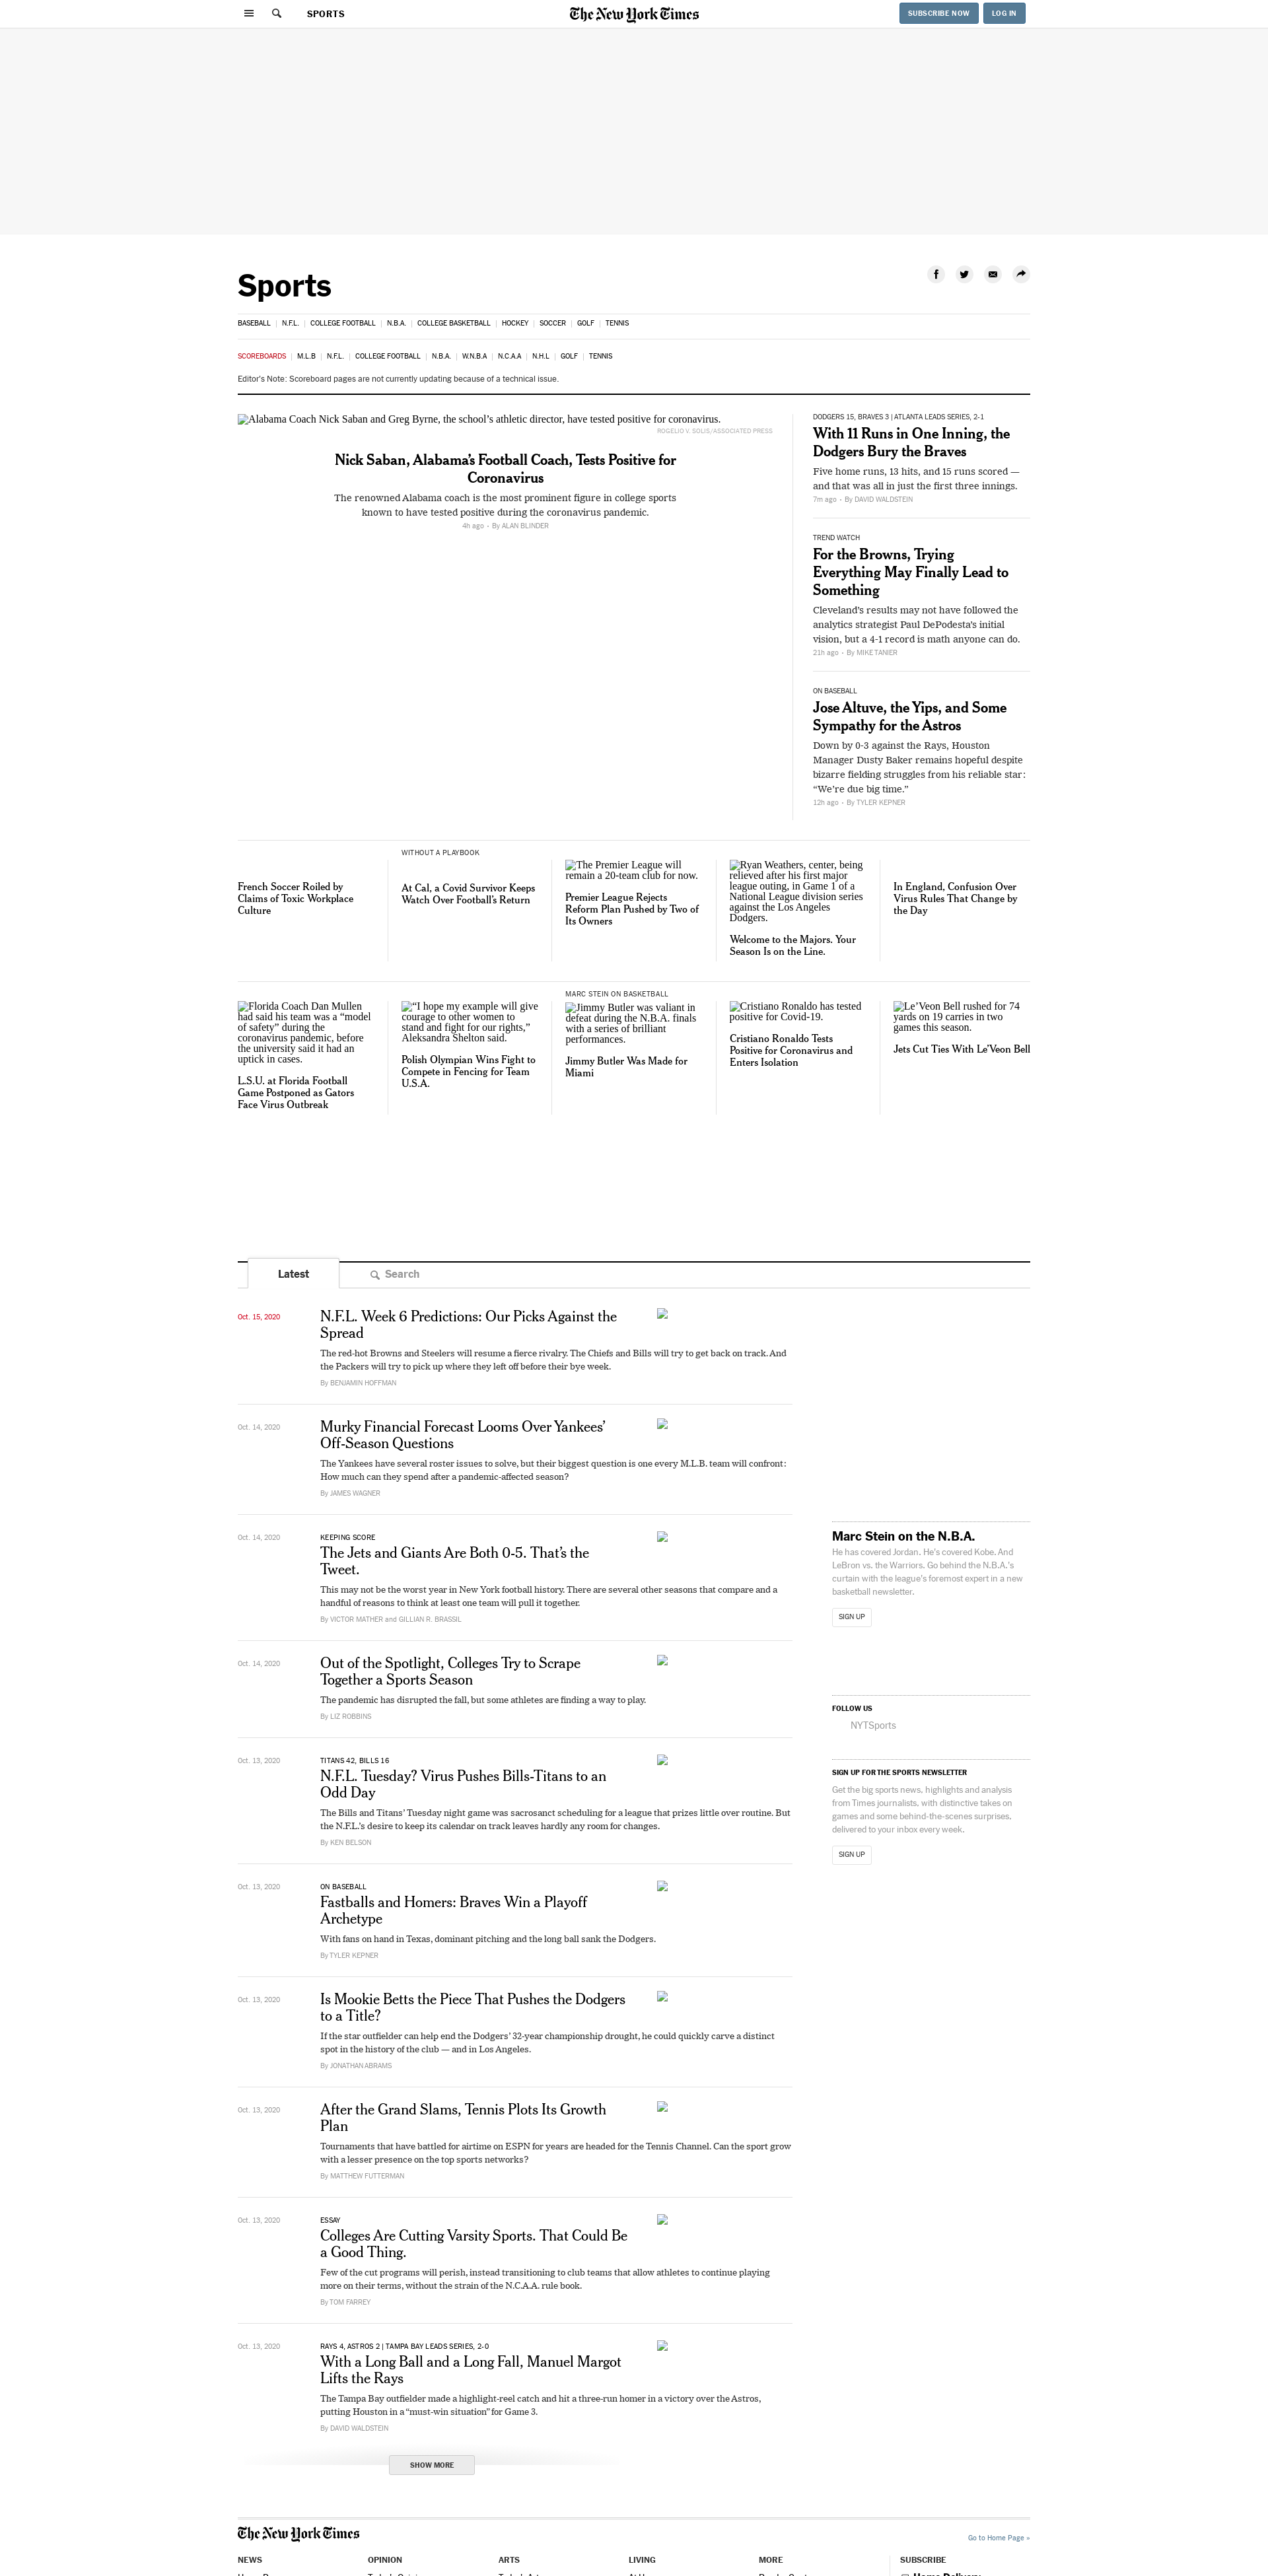 SPORTS
The New York Times
SUBSCRIBE NOW
LOG IN
Sports
BASEBALL | N.F.L. | COLLEGE FOOTBALL | N.B.A. | COLLEGE BASKETBALL | HOCKEY | SOCCER | GOLF | TENNIS
SCOREBOARDS | M.L.B | N.F.L. | COLLEGE FOOTBALL | N.B.A. | W.N.B.A | N.C.A.A | N.H.L | GOLF | TENNIS
Editor's Note: Scoreboard pages are not currently updating because of a technical issue.
Alabama Coach Nick Saban and Greg Byrne, the school's athletic director, have tested positive for coronavirus.
ROGELIO V. SOLIS/ASSOCIATED PRESS
Nick Saban, Alabama's Football Coach, Tests Positive for
Coronavirus
The renowned Alabama coach is the most prominent figure in college sports
known to have tested positive during the coronavirus pandemic.
4h ago • By ALAN BLINDER
DODGERS 15, BRAVES 3 | ATLANTA LEADS SERIES, 2-1
With 11 Runs in One Inning, the
Dodgers Bury the Braves
Five home runs, 13 hits, and 15 runs scored —
and that was all in just the first three innings.
7m ago • By DAVID WALDSTEIN
TREND WATCH
For the Browns, Trying
Everything May Finally Lead to
Something
Cleveland's results may not have followed the
analytics strategist Paul DePodesta's initial
vision, but a 4-1 record is math anyone can do.
21h ago • By MIKE TANIER
ON BASEBALL
Jose Altuve, the Yips, and Some
Sympathy for the Astros
Down by 0-3 against the Rays, Houston
Manager Dusty Baker remains hopeful despite
bizarre fielding struggles from his reliable star:
“We're due big time.”
12h ago • By TYLER KEPNER
French Soccer Roiled by
Claims of Toxic Workplace
Culture
WITHOUT A PLAYBOOK
At Cal, a Covid Survivor Keeps
Watch Over Football's Return
The Premier League will
remain a 20-team club for now.
Premier League Rejects
Reform Plan Pushed by Two of
Its Owners
Ryan Weathers, center, being
relieved after his first major
league outing, in Game 1 of a
National League division series
against the Los Angeles
Dodgers.
Welcome to the Majors. Your
Season Is on the Line.
In England, Confusion Over
Virus Rules That Change by
the Day
Florida Coach Dan Mullen
had said his team was a “model
of safety” during the
coronavirus pandemic, before
the university said it had an
uptick in cases.
L.S.U. at Florida Football
Game Postponed as Gators
Face Virus Outbreak
“I hope my example will give
courage to other women to
stand and fight for our rights,”
Aleksandra Shelton said.
Polish Olympian Wins Fight to
Compete in Fencing for Team
U.S.A.
MARC STEIN ON BASKETBALL
Jimmy Butler was valiant in
defeat during the N.B.A. finals
with a series of brilliant
performances.
Jimmy Butler Was Made for
Miami
Cristiano Ronaldo has tested
positive for Covid-19.
Cristiano Ronaldo Tests
Positive for Coronavirus and
Enters Isolation
Le'Veon Bell rushed for 74
yards on 19 carries in two
games this season.
Jets Cut Ties With Le'Veon Bell
Latest
Search
Oct. 15, 2020
N.F.L. Week 6 Predictions: Our Picks Against the
Spread
The red-hot Browns and Steelers will resume a fierce rivalry. The Chiefs and Bills will try to get back on track. And
the Packers will try to pick up where they left off before their bye week.
By BENJAMIN HOFFMAN
Oct. 14, 2020
Murky Financial Forecast Looms Over Yankees'
Off-Season Questions
The Yankees have several roster issues to solve, but their biggest question is one every M.L.B. team will confront:
How much can they spend after a pandemic-affected season?
By JAMES WAGNER
Oct. 14, 2020
KEEPING SCORE
The Jets and Giants Are Both 0-5. That's the
Tweet.
This may not be the worst year in New York football history. There are several other seasons that compare and a
handful of reasons to think at least one team will pull it together.
By VICTOR MATHER and GILLIAN R. BRASSIL
Oct. 14, 2020
Out of the Spotlight, Colleges Try to Scrape
Together a Sports Season
The pandemic has disrupted the fall, but some athletes are finding a way to play.
By LIZ ROBBINS
Oct. 13, 2020
TITANS 42, BILLS 16
N.F.L. Tuesday? Virus Pushes Bills-Titans to an
Odd Day
The Bills and Titans' Tuesday night game was sacrosanct scheduling for a league that prizes little over routine. But
the N.F.L.'s desire to keep its calendar on track leaves hardly any room for changes.
By KEN BELSON
Oct. 13, 2020
ON BASEBALL
Fastballs and Homers: Braves Win a Playoff
Archetype
With fans on hand in Texas, dominant pitching and the long ball sank the Dodgers.
By TYLER KEPNER
Oct. 13, 2020
Is Mookie Betts the Piece That Pushes the Dodgers
to a Title?
If the star outfielder can help end the Dodgers' 32-year championship drought, he could quickly carve a distinct
spot in the history of the club — and in Los Angeles.
By JONATHAN ABRAMS
Oct. 13, 2020
After the Grand Slams, Tennis Plots Its Growth
Plan
Tournaments that have battled for airtime on ESPN for years are headed for the Tennis Channel. Can the sport grow
with a lesser presence on the top sports networks?
By MATTHEW FUTTERMAN
Oct. 13, 2020
ESSAY
Colleges Are Cutting Varsity Sports. That Could Be
a Good Thing.
Few of the cut programs will perish, instead transitioning to club teams that allow athletes to continue playing
more on their terms, without the strain of the N.C.A.A. rule book.
By TOM FARREY
Oct. 13, 2020
RAYS 4, ASTROS 2 | TAMPA BAY LEADS SERIES, 2-0
With a Long Ball and a Long Fall, Manuel Margot
Lifts the Rays
The Tampa Bay outfielder made a highlight-reel catch and hit a three-run homer in a victory over the Astros,
putting Houston in a “must-win situation” for Game 3.
By DAVID WALDSTEIN
SHOW MORE
Marc Stein on the N.B.A.
He has covered Jordan. He's covered Kobe. And
LeBron vs. the Warriors. Go behind the N.B.A.'s
curtain with the league's foremost expert in a new
basketball newsletter.
SIGN UP
FOLLOW US
NYTSports
SIGN UP FOR THE SPORTS NEWSLETTER
Get the big sports news, highlights and analysis
from Times journalists, with distinctive takes on
games and some behind-the-scenes surprises,
delivered to your inbox every week.
SIGN UP
The New York Times
Go to Home Page »
NEWS
OPINION
ARTS
LIVING
MORE
SUBSCRIBE